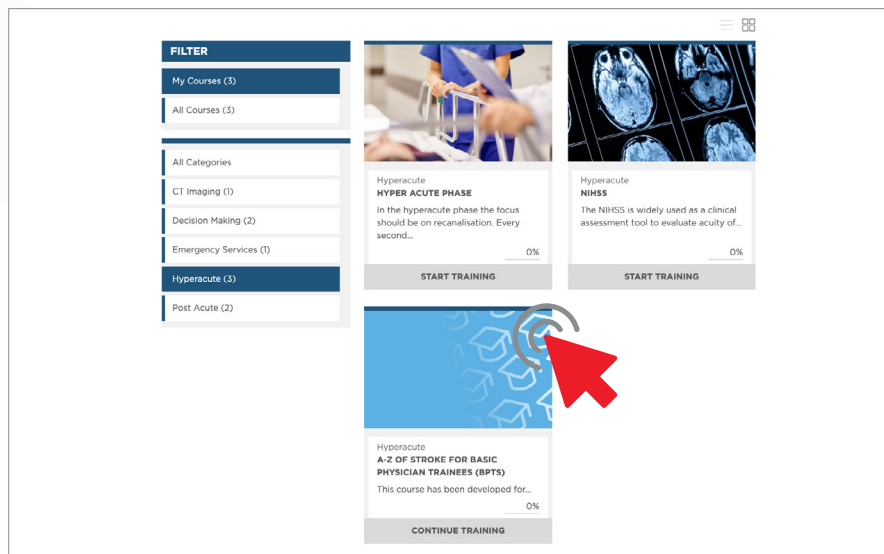 FILTER
My Courses (3)
All Courses (3)
All Categories
CT Imaging (1)
Decision Making (2)
Emergency Services (1)
Hyperacute (3)
Post Acute (2)
Hyperacute
HYPER ACUTE PHASE
In the hyperacute phase the focus
should be on recanalisation. Every
second...
0%
START TRAINING
Hyperacute
NIHSS
The NIHSS is widely used as a clinical
assessment tool to evaluate acuity of...
0%
START TRAINING
Hyperacute
A-Z OF STROKE FOR BASIC
PHYSICIAN TRAINEES (BPTS)
This course has been developed for...
0%
CONTINUE TRAINING